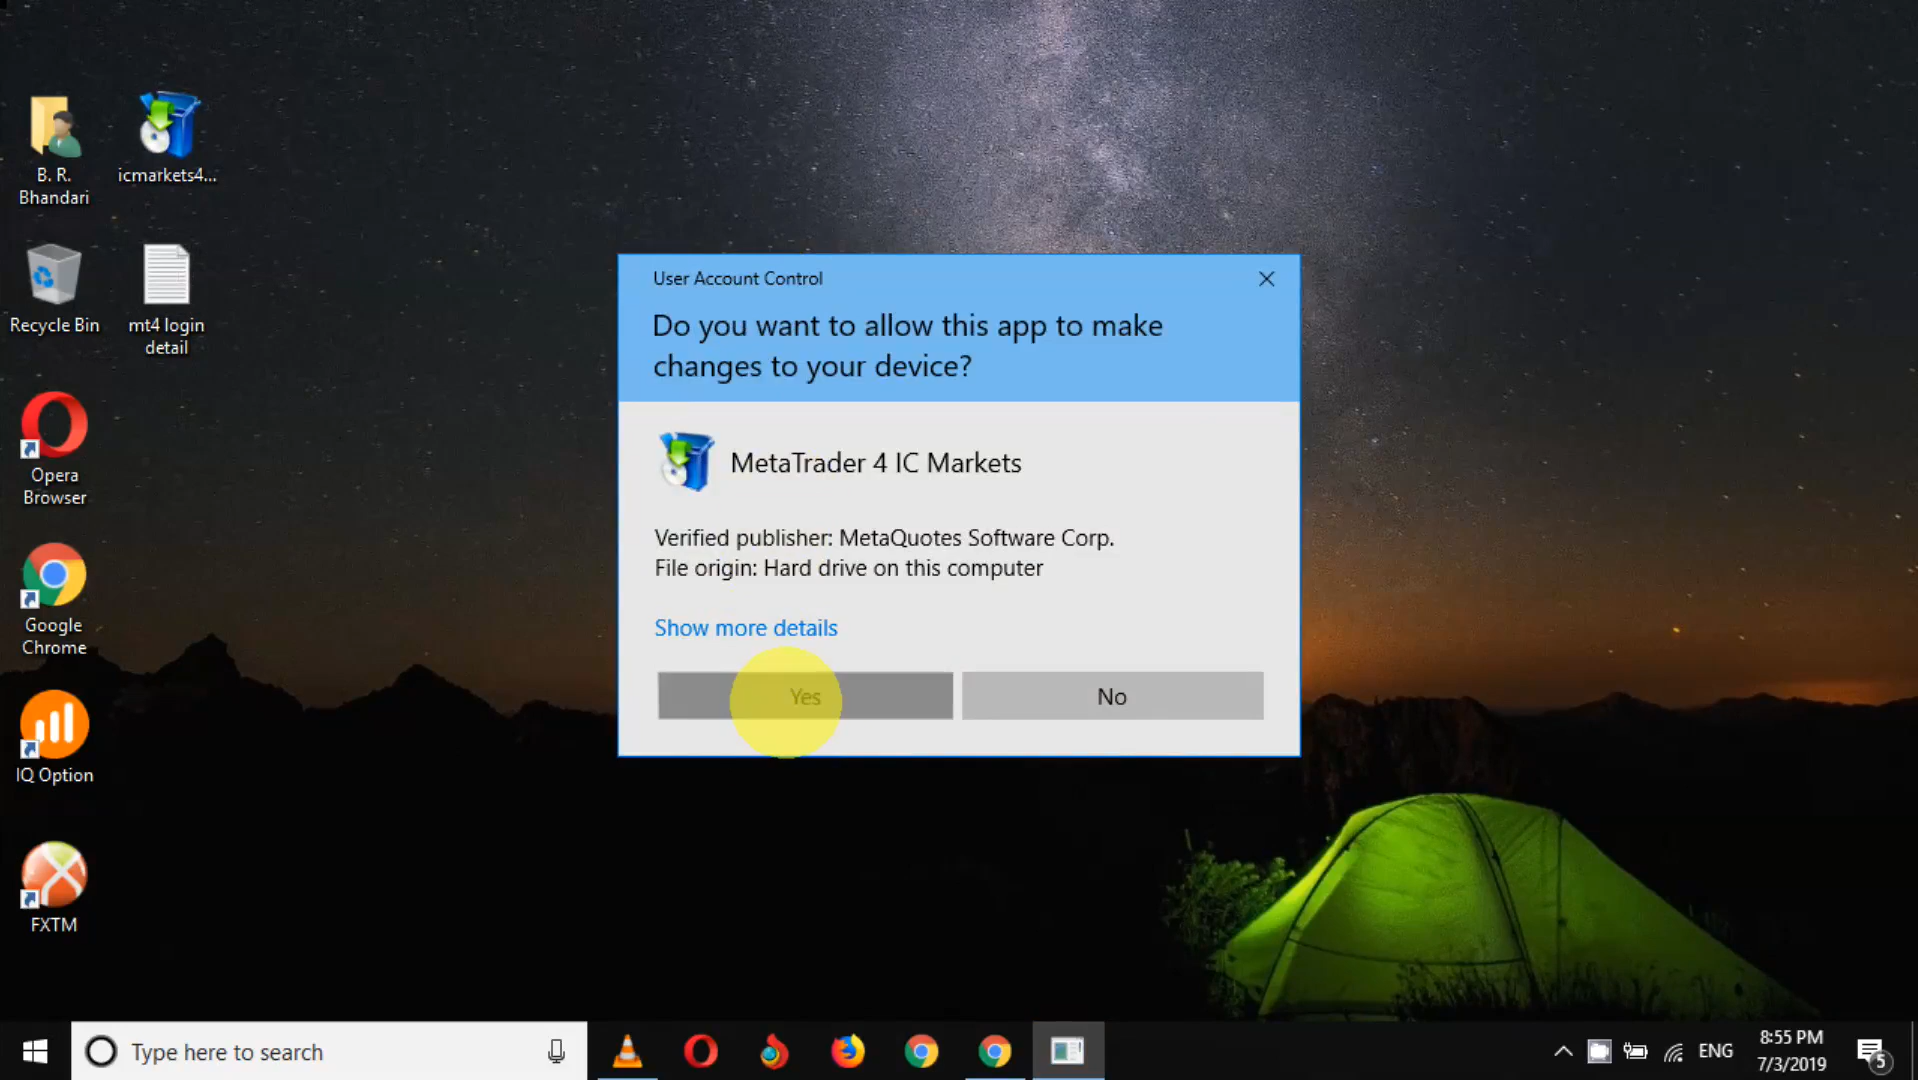 B. R.
Bhandari
icmarkets4...
Recycle Bin
mt4 login
detail
Opera
Browser
Google
Chrome
IQ Option
FXTM
User Account Control
Do you want to allow this app to make
changes to your device?
MetaTrader 4 IC Markets
Verified publisher: MetaQuotes Software Corp.
File origin: Hard drive on this computer
Show more details
Yes
No
Type here to search
ENG
8:55 PM
7/3/2019
5